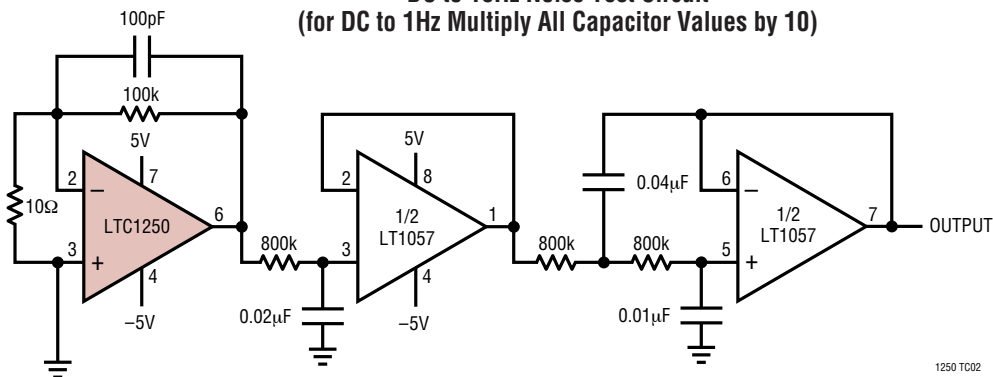 (for DC to 1Hz Multiply All Capacitor Values by 10)
100pF
100k
5V
7
2
–
10Ω
LTC1250
6
3
+
4
–5V
800k
0.02µF
5V
8
2
1/2
LT1057
1
3
4
–5V
800k
0.04µF
800k
0.01µF
6
–
1/2
LT1057
7
OUTPUT
5
+
1250 TC02